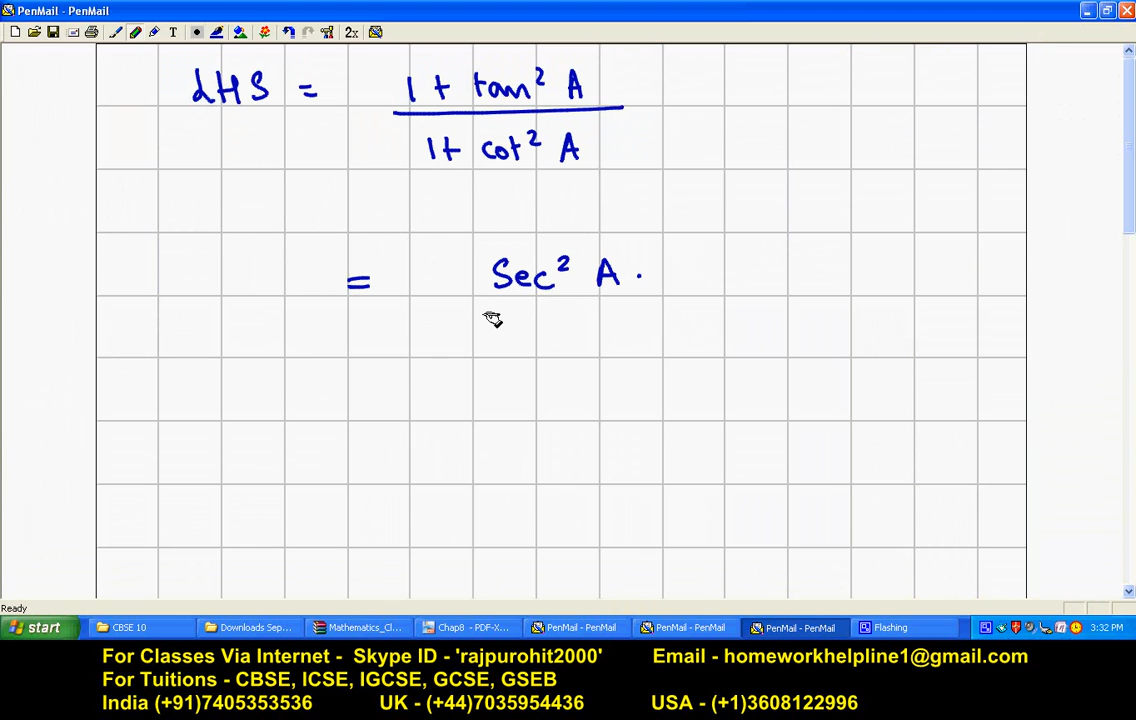 PenMail - PenMail
T 2x
LHS = 1 + tan² A
1 + cot² A
= Sec² A .
Ready
start CBSE 10 Downloads Sep... Mathematics_Cl... Chap8 - PDF-X... PenMail - PenMail PenMail - PenMail PenMail - PenMail Flashing 3:32 PM
For Classes Via Internet - Skype ID - 'rajpurohit2000' Email - homeworkhelpline1@gmail.com
For Tuitions - CBSE, ICSE, IGCSE, GCSE, GSEB
India (+91)7405353536 UK - (+44)7035954436 USA - (+1)3608122996